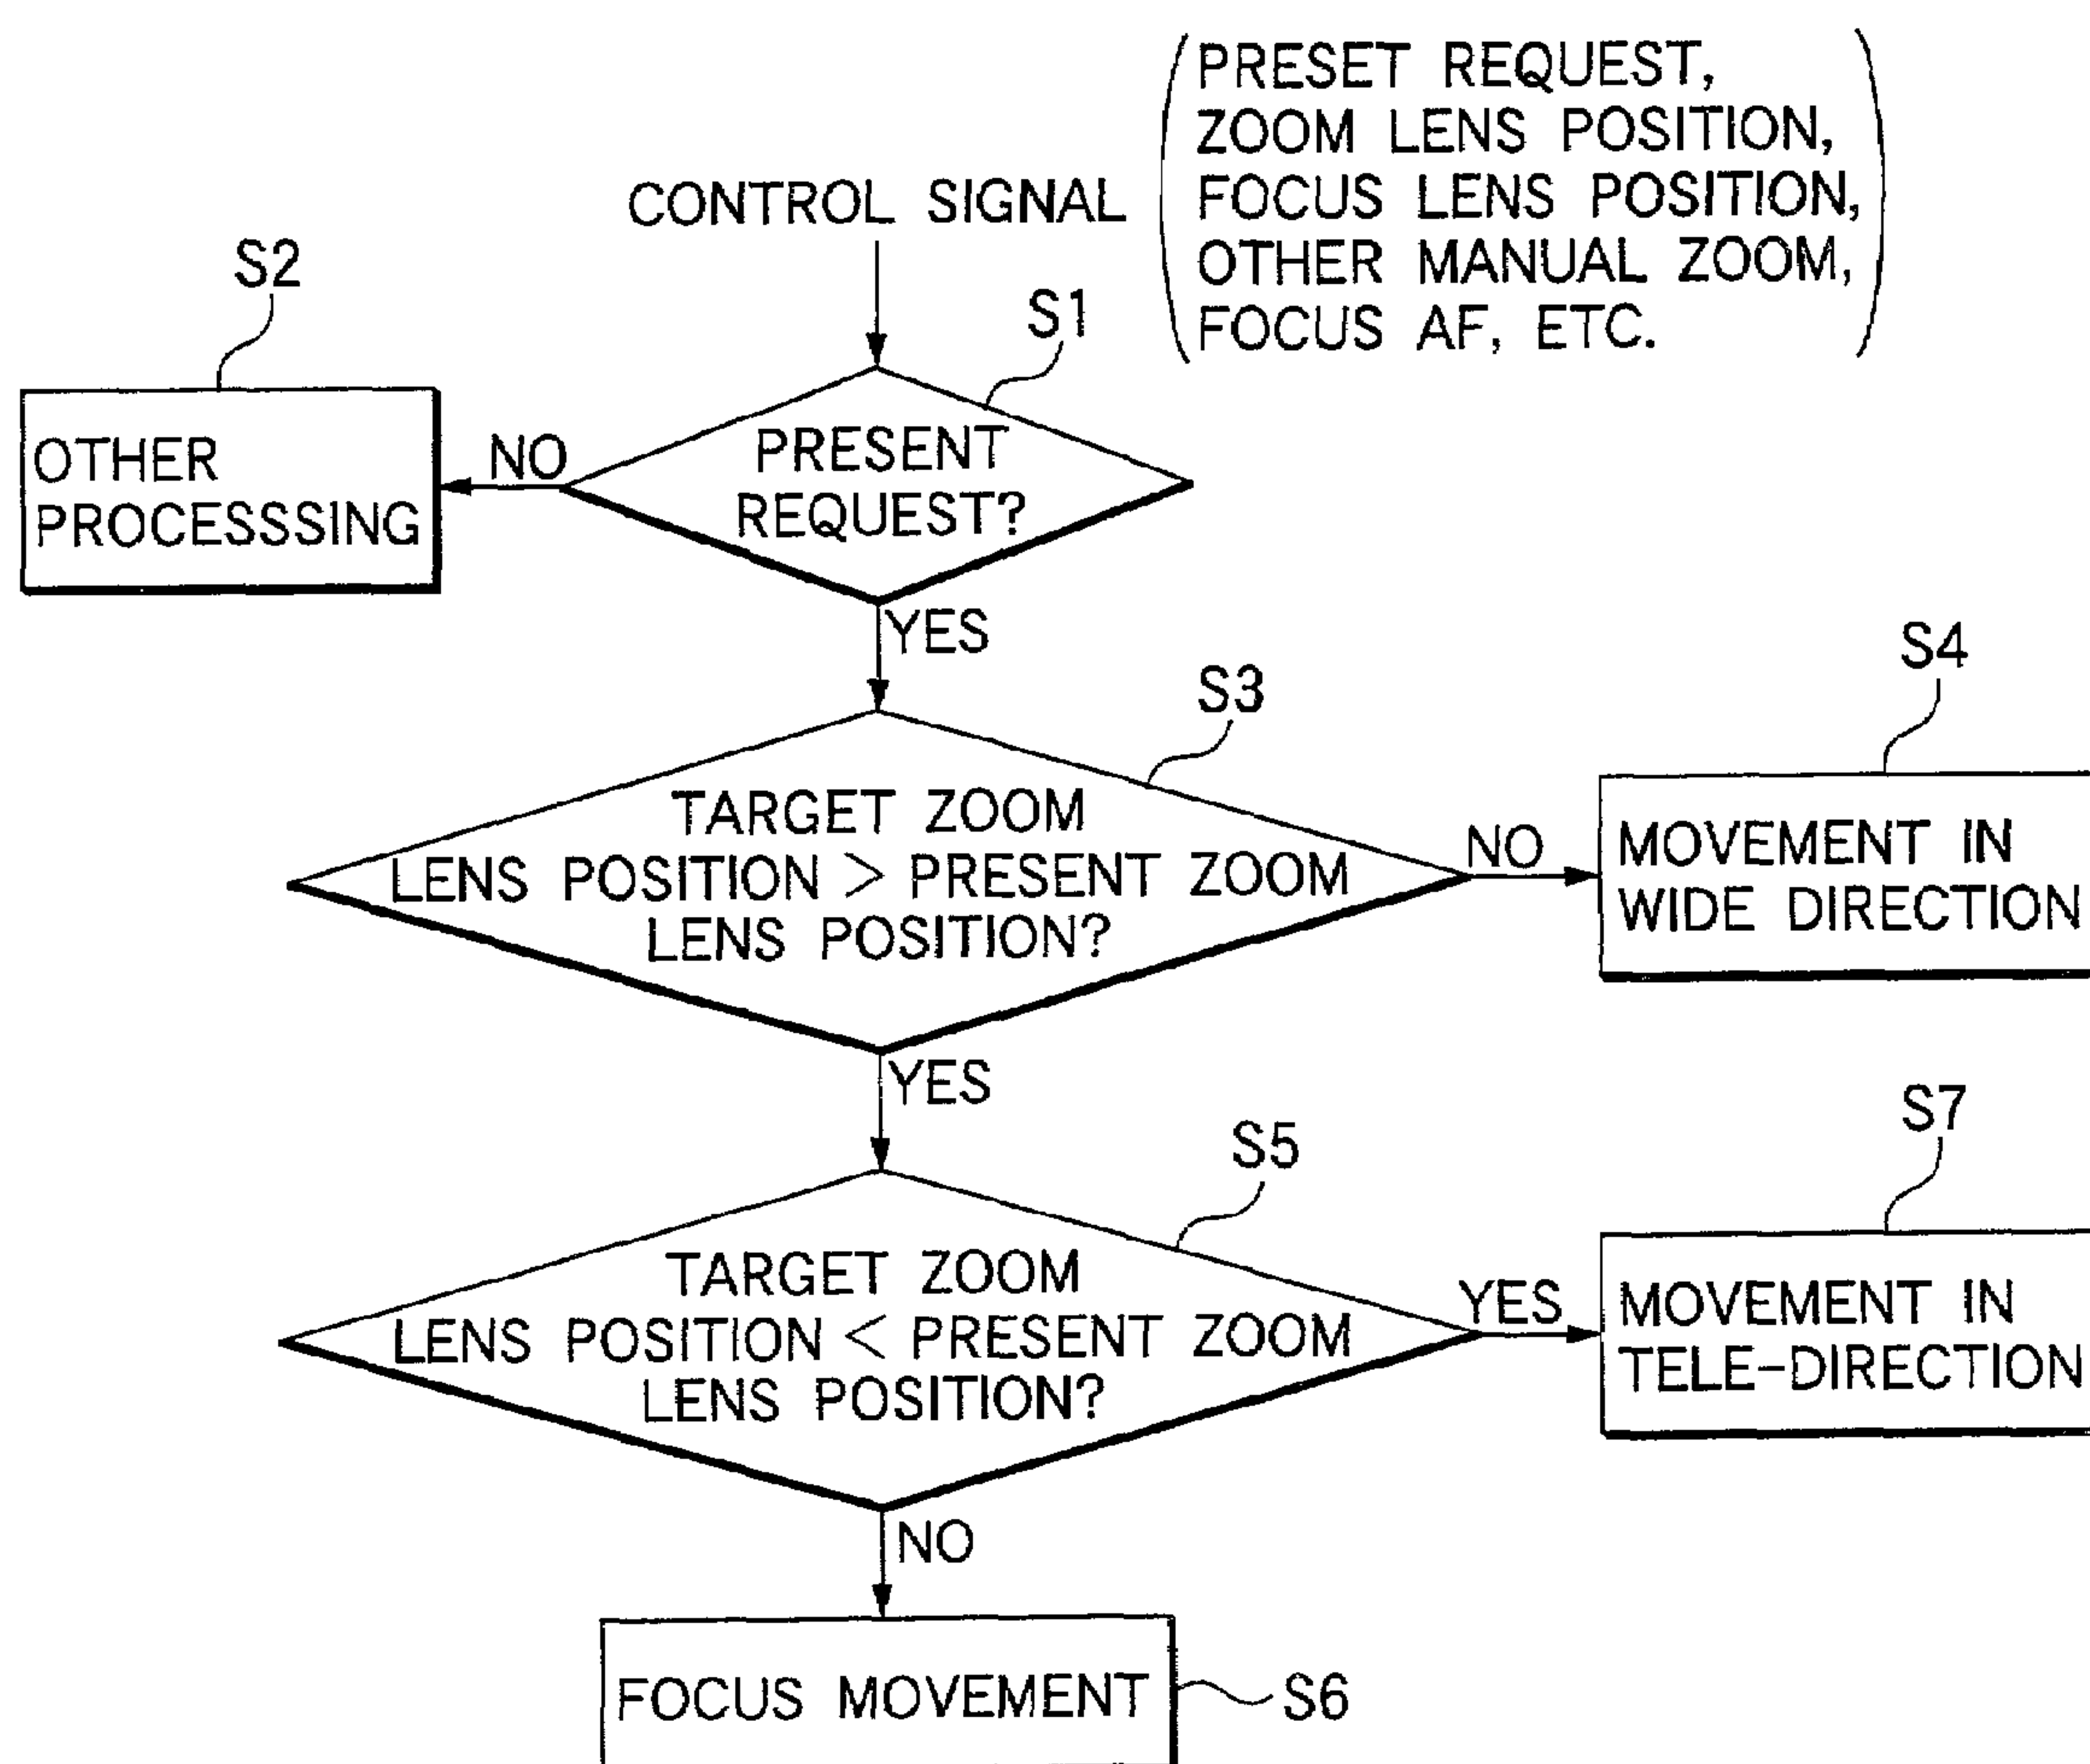 PRESET REQUEST,
ZOOM LENS POSITION,
CONTROL SIGNAL
FOCUS LENS POSITION,
OTHER MANUAL ZOOM,
FOCUS AF, ETC.
S2
S1
OTHER
PROCESSSING
NO
PRESENT
REQUEST?
YES
S3
S4
TARGET ZOOM
LENS POSITION > PRESENT ZOOM
LENS POSITION?
NO
MOVEMENT IN
WIDE DIRECTION
YES
S5
S7
TARGET ZOOM
LENS POSITION < PRESENT ZOOM
LENS POSITION?
YES
MOVEMENT IN
TELE-DIRECTION
NO
FOCUS MOVEMENT
S6